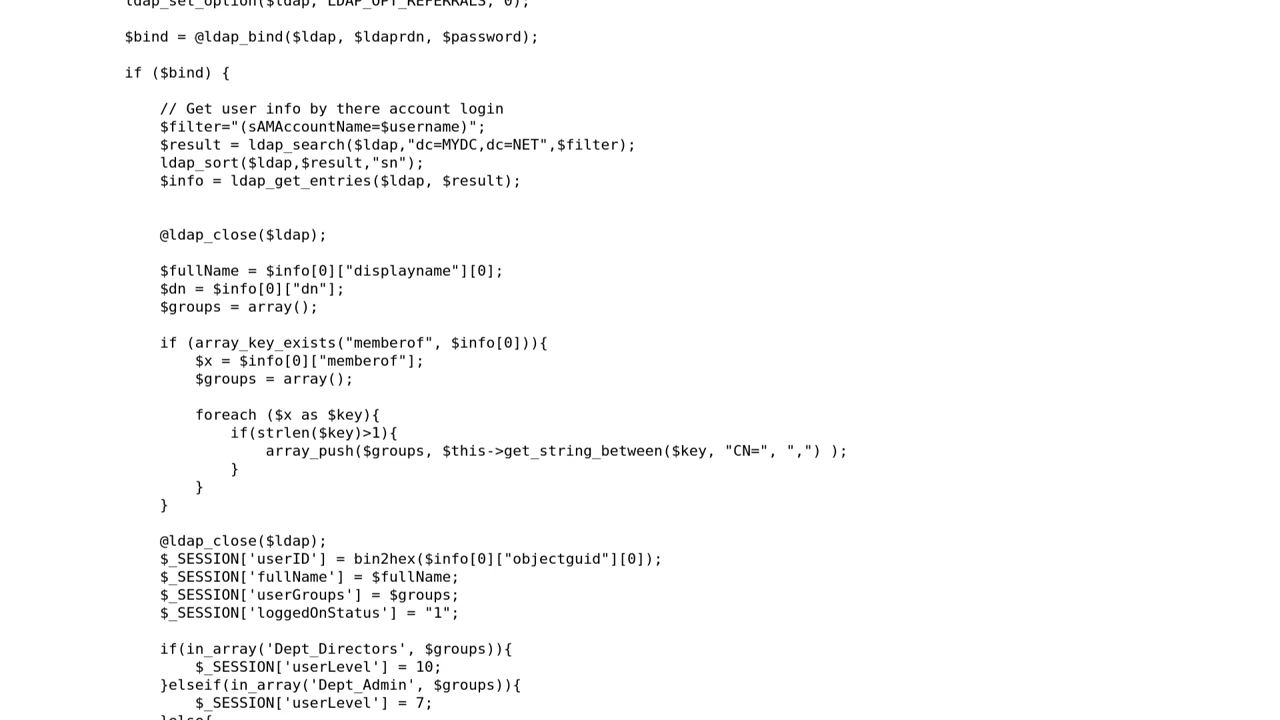 ldap_set_option($ldap, LDAP_OPT_REFERRALS, 0);
$bind = @ldap_bind($ldap, $ldaprdn, $password);
if ($bind) {
// Get user info by there account login
$filter="(sAMAccountName=$username)";
$result = ldap_search($ldap,"dc=MYDC,dc=NET",$filter);
ldap_sort($ldap,$result,"sn");
$info = ldap_get_entries($ldap, $result);
@ldap_close($ldap);
$fullName = $info[0]["displayname"][0];
$dn = $info[0]["dn"];
$groups = array();
if (array_key_exists("memberof", $info[0])){
$x = $info[0]["memberof"];
$groups = array();
foreach ($x as $key){
if(strlen($key)>1){
array_push($groups, $this->get_string_between($key, "CN=", ",") );
}
}
}
@ldap_close($ldap);
$_SESSION['userID'] = bin2hex($info[0]["objectguid"][0]);
$_SESSION['fullName'] = $fullName;
$_SESSION['userGroups'] = $groups;
$_SESSION['loggedOnStatus'] = "1";
if(in_array('Dept_Directors', $groups)){
$_SESSION['userLevel'] = 10;
}elseif(in_array('Dept_Admin', $groups)){
$_SESSION['userLevel'] = 7;
}else{